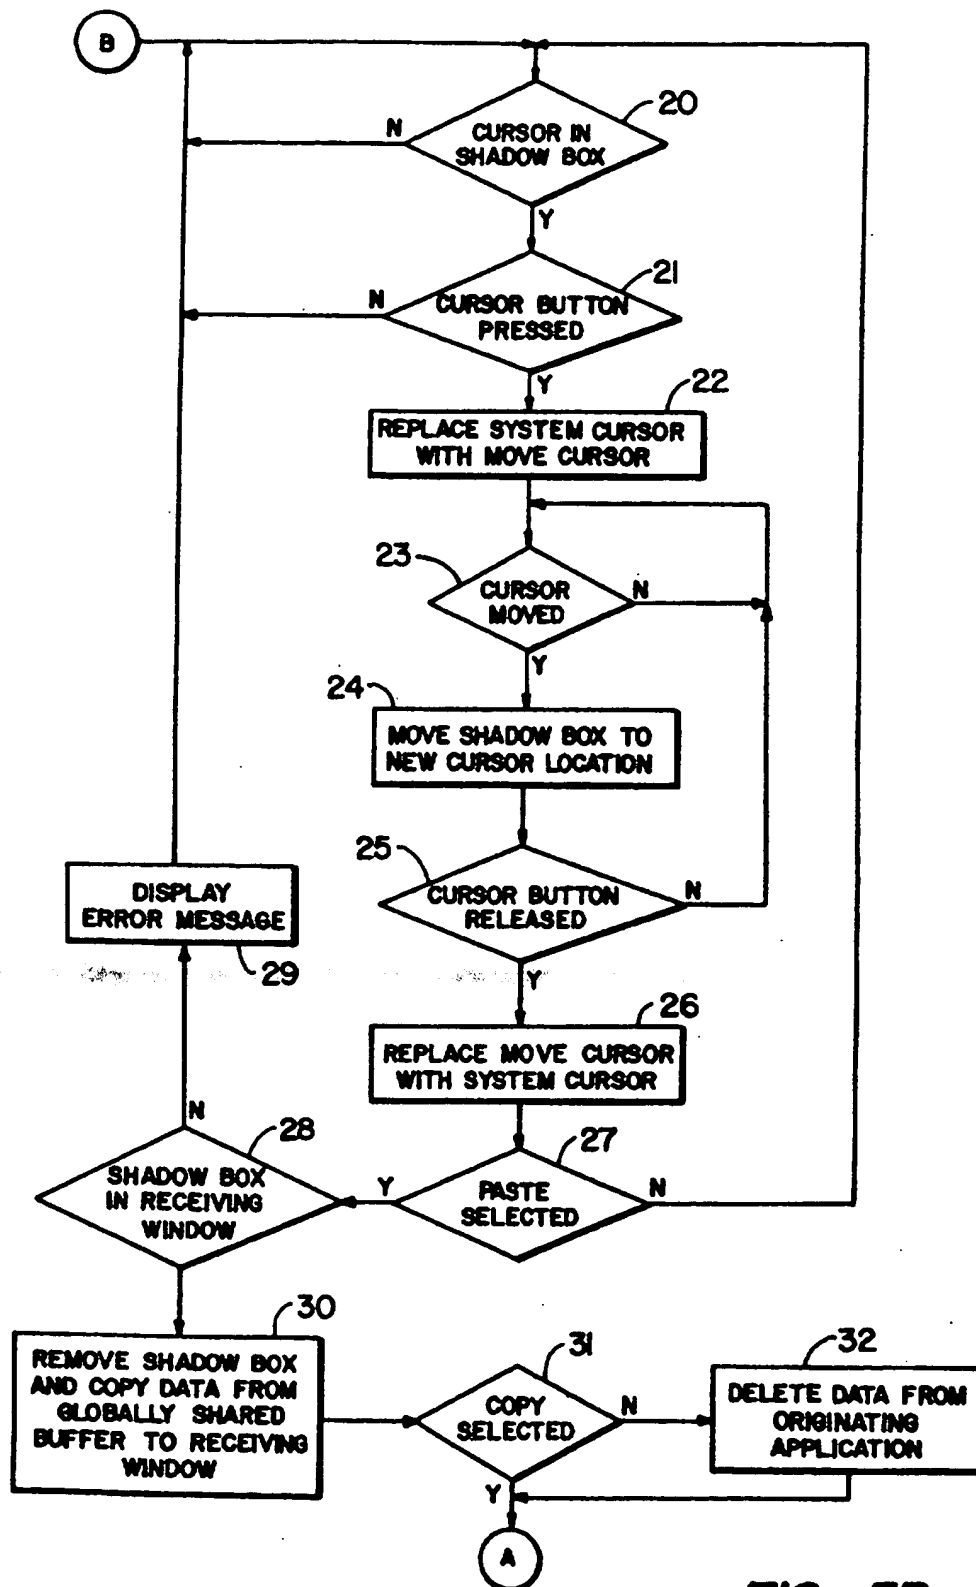 B
20
N
CURSOR IN
SHADOW BOX
Y
21
N
CURSOR BUTTON
PRESSED
Y
22
REPLACE SYSTEM CURSOR
WITH MOVE CURSOR
23
CURSOR
MOVED
N
Y
24
MOVE SHADOW BOX TO
NEW CURSOR LOCATION
25
CURSOR BUTTON
RELEASED
N
Y
DISPLAY
ERROR MESSAGE
29
26
REPLACE MOVE CURSOR
WITH SYSTEM CURSOR
N
28
SHADOW BOX
IN RECEIVING
WINDOW
Y
27
PASTE
SELECTED
N
30
REMOVE SHADOW BOX
AND COPY DATA FROM
GLOBALLY SHARED
BUFFER TO RECEIVING
WINDOW
31
COPY
SELECTED
N
Y
32
DELETE DATA FROM
ORIGINATING
APPLICATION
A